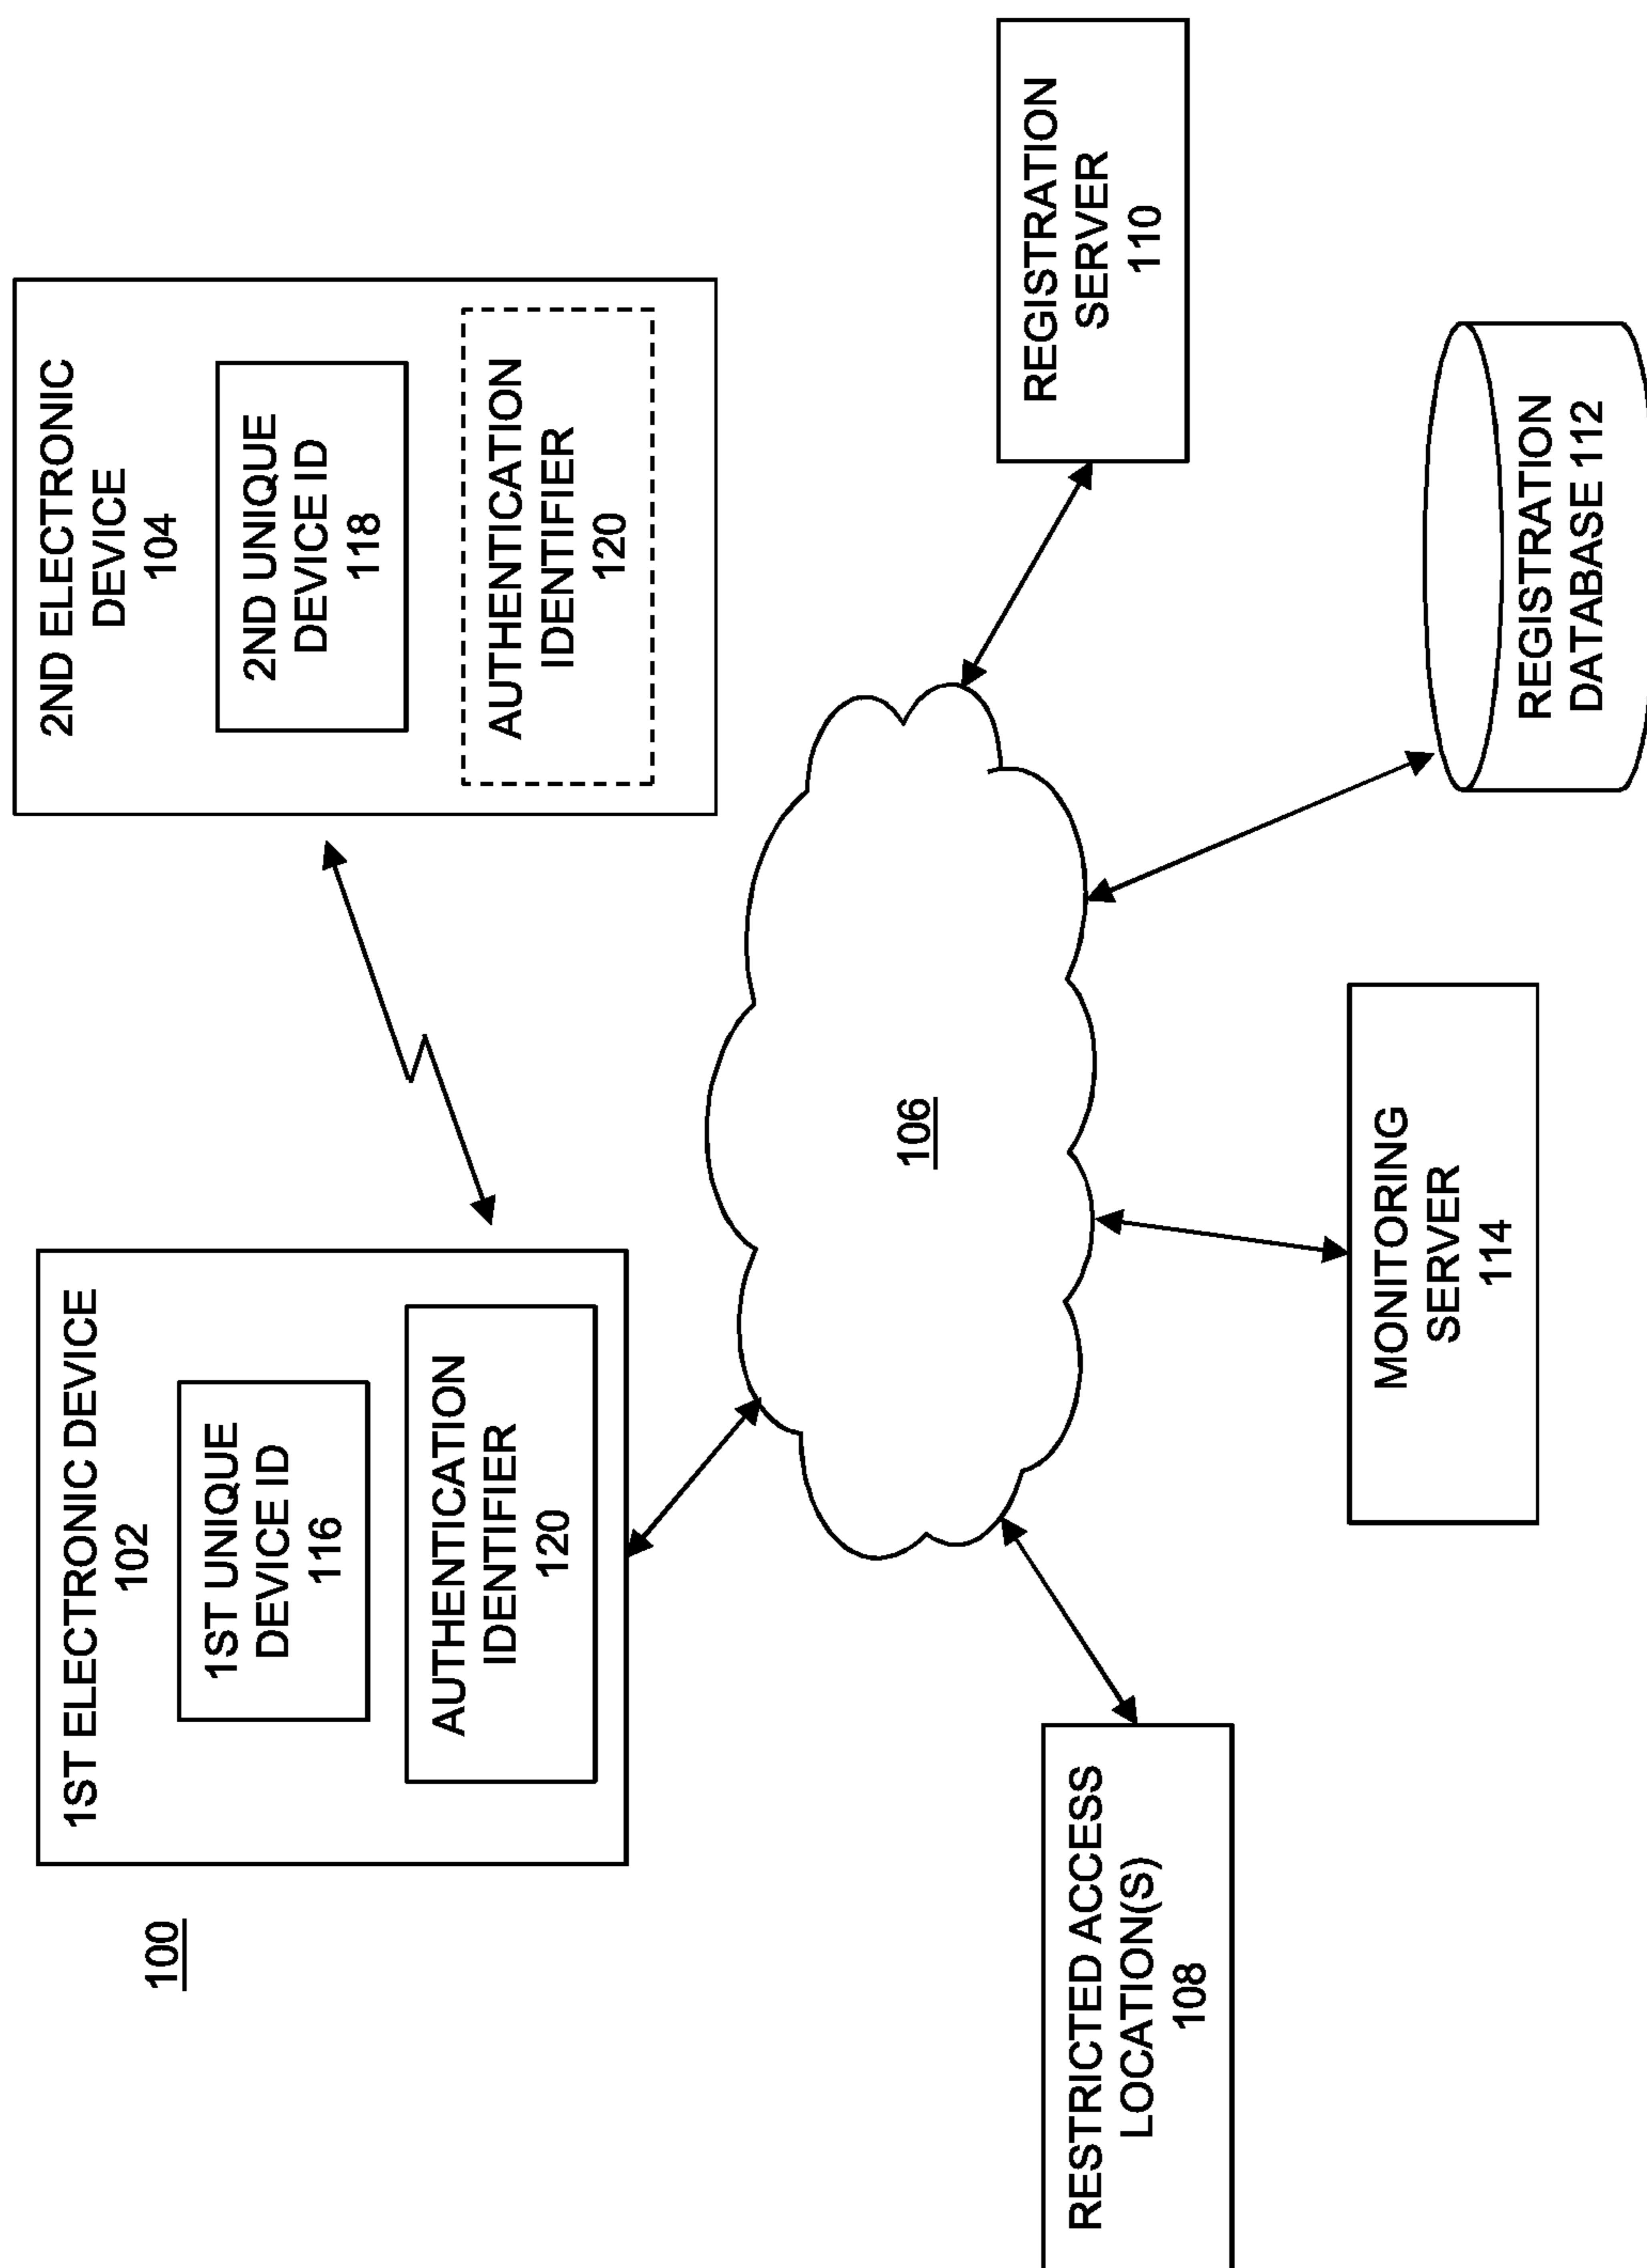 100
1ST ELECTRONIC DEVICE
102
1ST UNIQUE
DEVICE ID
116
AUTHENTICATION
IDENTIFIER
120
2ND ELECTRONIC
DEVICE
104
2ND UNIQUE
DEVICE ID
118
AUTHENTICATION
IDENTIFIER
120
106
RESTRICTED ACCESS
LOCATION(S)
108
MONITORING
SERVER
114
REGISTRATION
DATABASE 112
REGISTRATION
SERVER
110